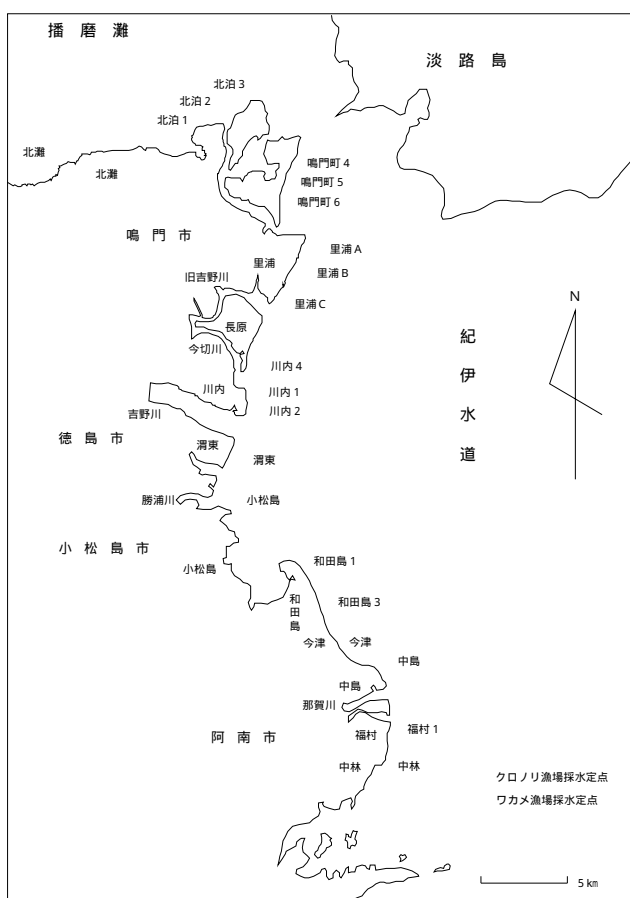 播磨灘
淡路島
北泊 3
北泊 2
北泊 1
北灘
北灘
鳴門町 4
鳴門町 5
鳴門町 6
鳴門市
里浦 A
里浦
里浦 B
旧吉野川
里浦 C
N
長原
紀伊水道
今切川
川内 4
川内
川内 1
川内 2
吉野川
徳島市
渭東
渭東
勝浦川
小松島
小松島市
和田島 1
小松島
和田島
和田島 3
今津
今津
中島
中島
那賀川
福村 1
阿南市
福村
中林
中林
クロノリ漁場採水定点
ワカメ漁場採水定点
5 ㎞